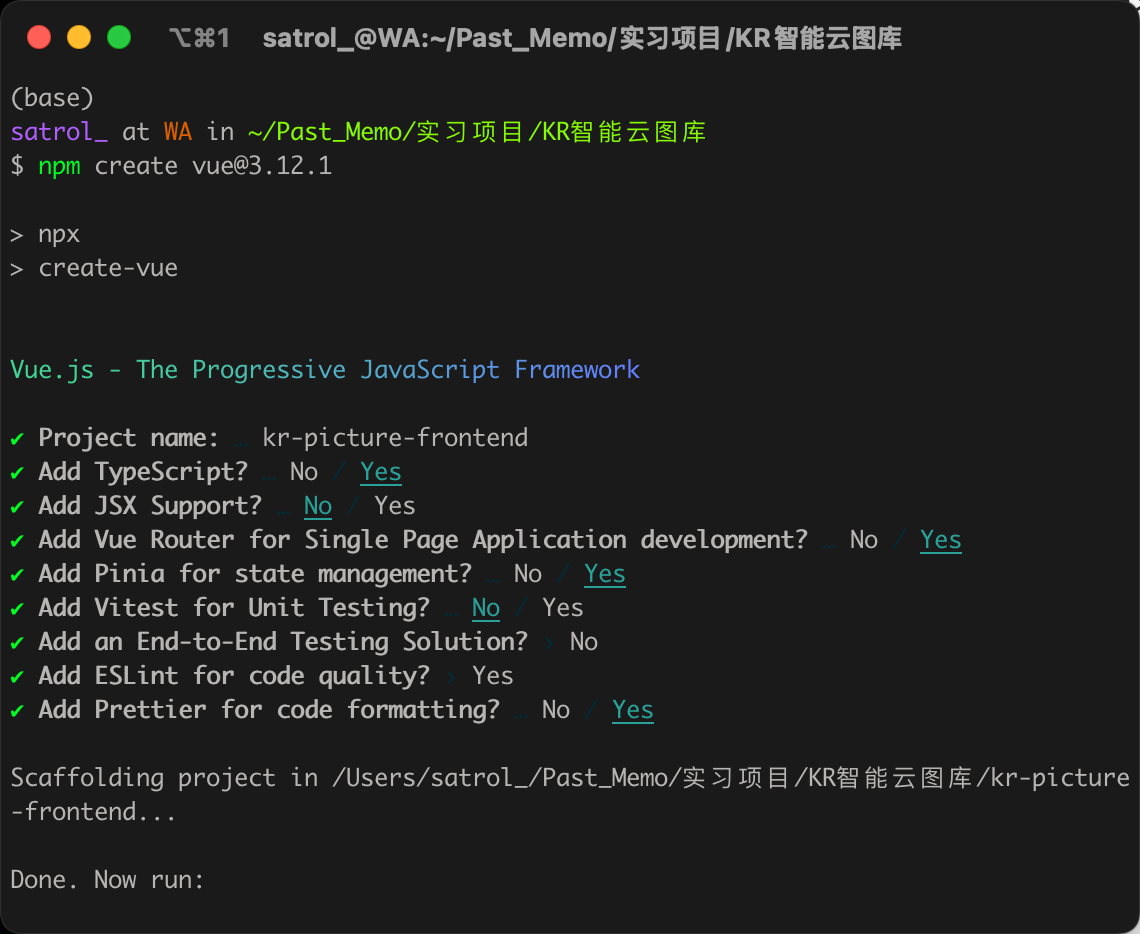 ⌥⌘1 satrol_@WA:~/Past_Memo/实习项目/KR智能云图库
(base)
satrol_ at WA in ~/Past_Memo/实习项目/KR智能云图库
$ npm create vue@3.12.1
> npx
> create-vue
Vue.js - The Progressive JavaScript Framework
✔ Project name: … kr-picture-frontend
✔ Add TypeScript? … No / Yes
✔ Add JSX Support? … No / Yes
✔ Add Vue Router for Single Page Application development? … No / Yes
✔ Add Pinia for state management? … No / Yes
✔ Add Vitest for Unit Testing? … No / Yes
✔ Add an End-to-End Testing Solution? › No
✔ Add ESLint for code quality? › Yes
✔ Add Prettier for code formatting? … No / Yes
Scaffolding project in /Users/satrol_/Past_Memo/实习项目/KR智能云图库/kr-picture
-frontend...
Done. Now run: